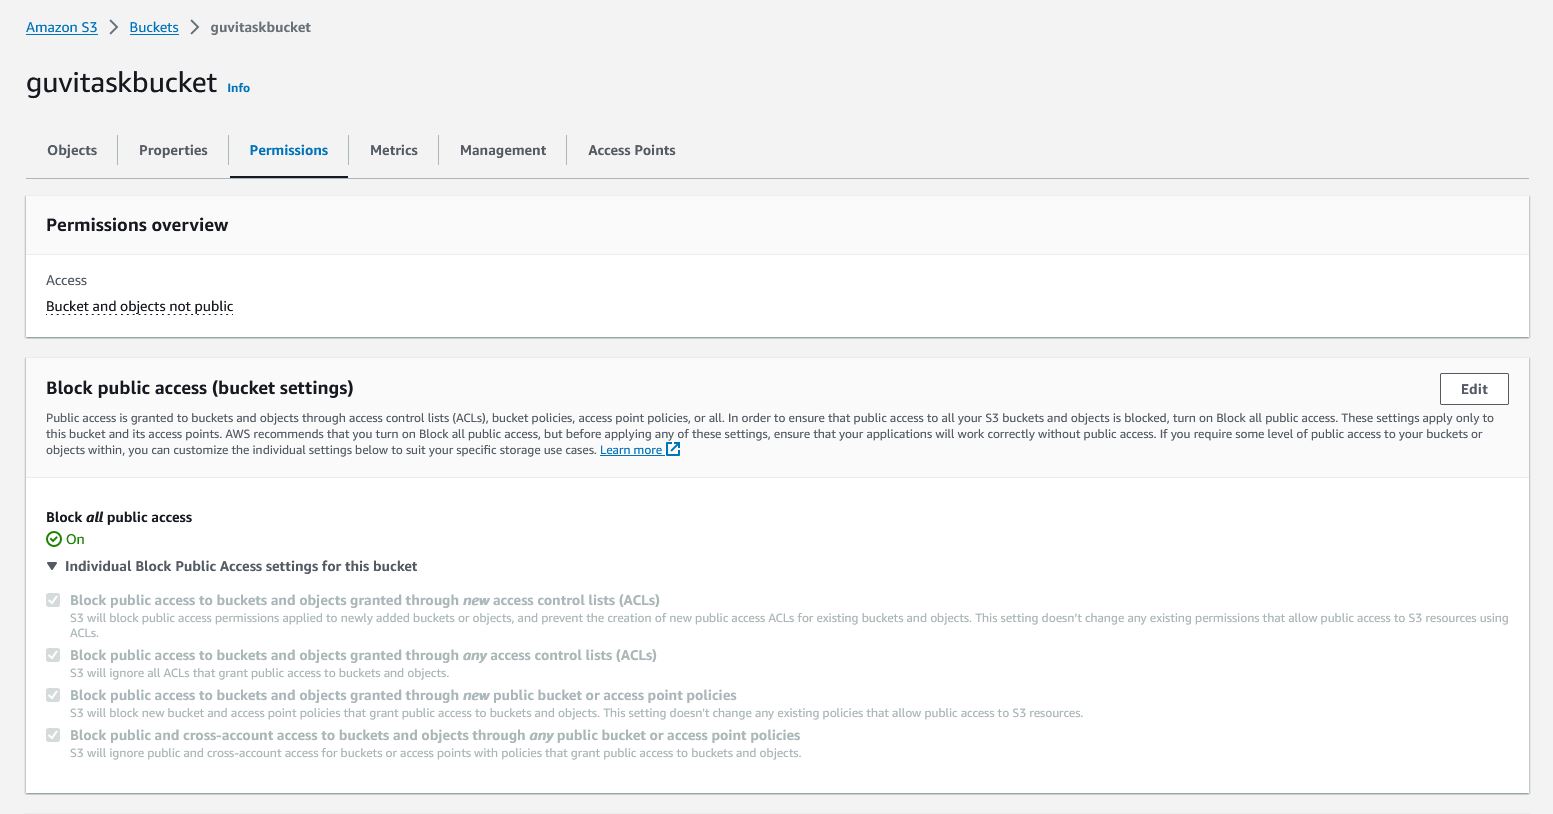 Amazon S3 > Buckets > guvitaskbucket
guvitaskbucket Info
Objects Properties Permissions Metrics Management Access Points
Permissions overview
Access
Bucket and objects not public
Block public access (bucket settings)
Edit
Public access is granted to buckets and objects through access control lists (ACLs), bucket policies, access point policies, or all. In order to ensure that public access to all your S3 buckets and objects is blocked, turn on Block all public access. These settings apply only to
this bucket and its access points. AWS recommends that you turn on Block all public access, but before applying any of these settings, ensure that your applications will work correctly without public access. If you require some level of public access to your buckets or
objects within, you can customize the individual settings below to suit your specific storage use cases. Learn more
Block all public access
On
Individual Block Public Access settings for this bucket
Block public access to buckets and objects granted through new access control lists (ACLs)
S3 will block public access permissions applied to newly added buckets or objects, and prevent the creation of new public access ACLs for existing buckets and objects. This setting doesn't change any existing permissions that allow public access to S3 resources using
ACLs.
Block public access to buckets and objects granted through any access control lists (ACLs)
S3 will ignore all ACLs that grant public access to buckets and objects.
Block public access to buckets and objects granted through new public bucket or access point policies
S3 will block new bucket and access point policies that grant public access to buckets and objects. This setting doesn't change any existing policies that allow public access to S3 resources.
Block public and cross-account access to buckets and objects through any public bucket or access point policies
S3 will ignore public and cross-account access for buckets or access points with policies that grant public access to buckets and objects.